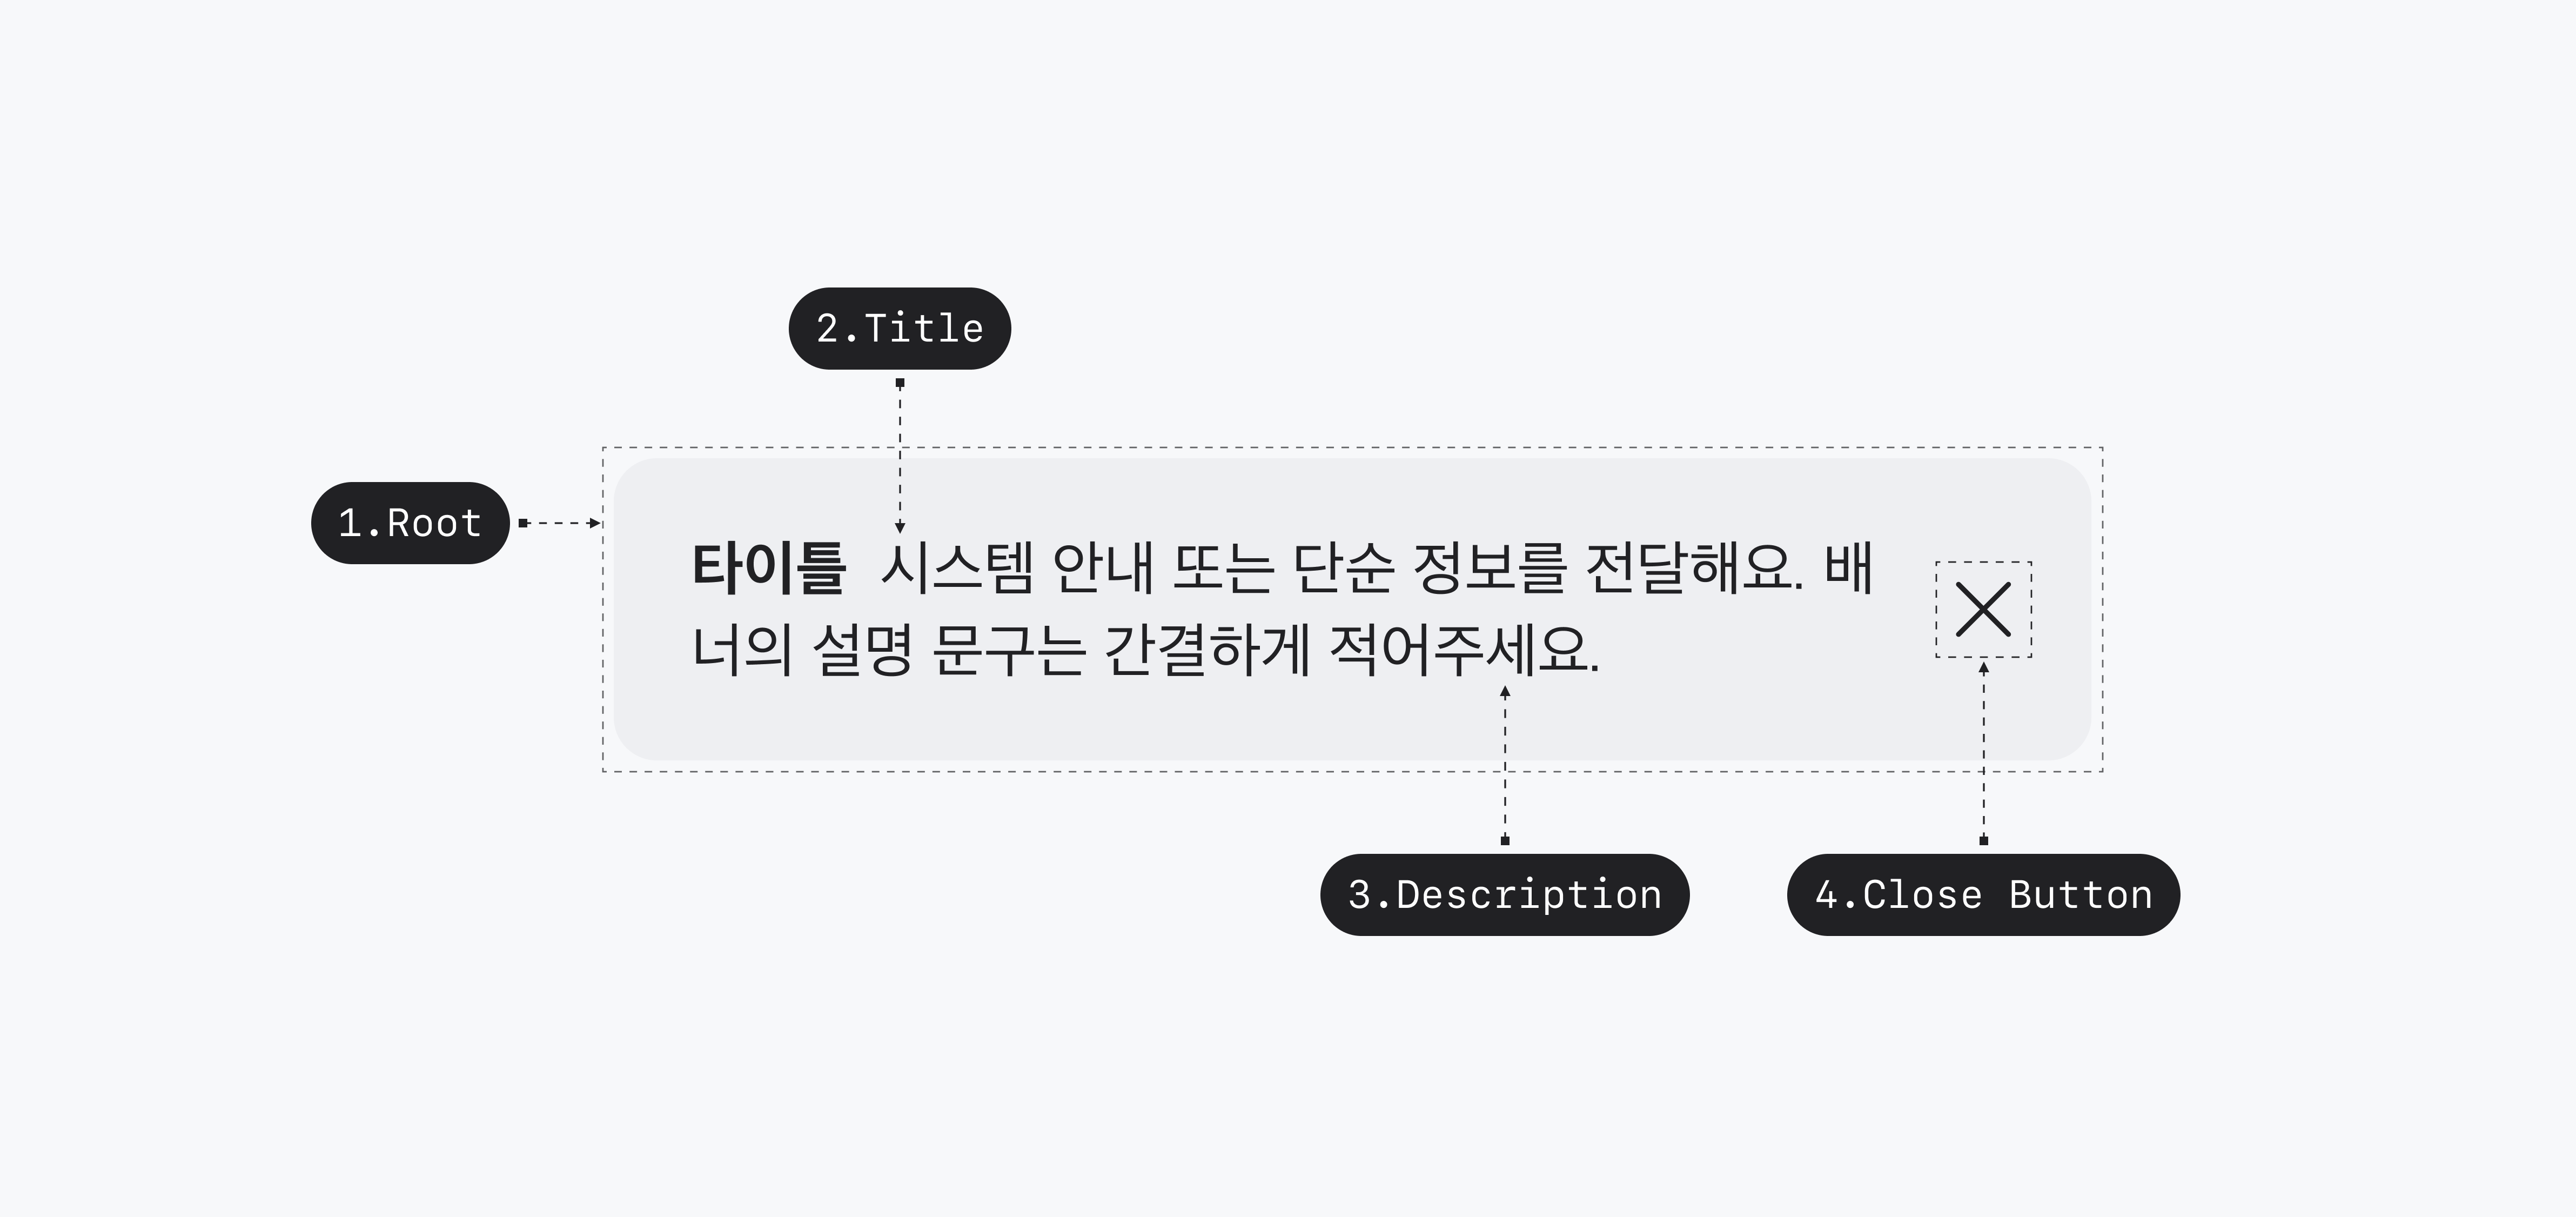 2.Title
1.Root
타이틀 시스템 안내 또는 단순 정보를 전달해요. 배
너의 설명 문구는 간결하게 적어주세요.
3.Description
4.Close Button